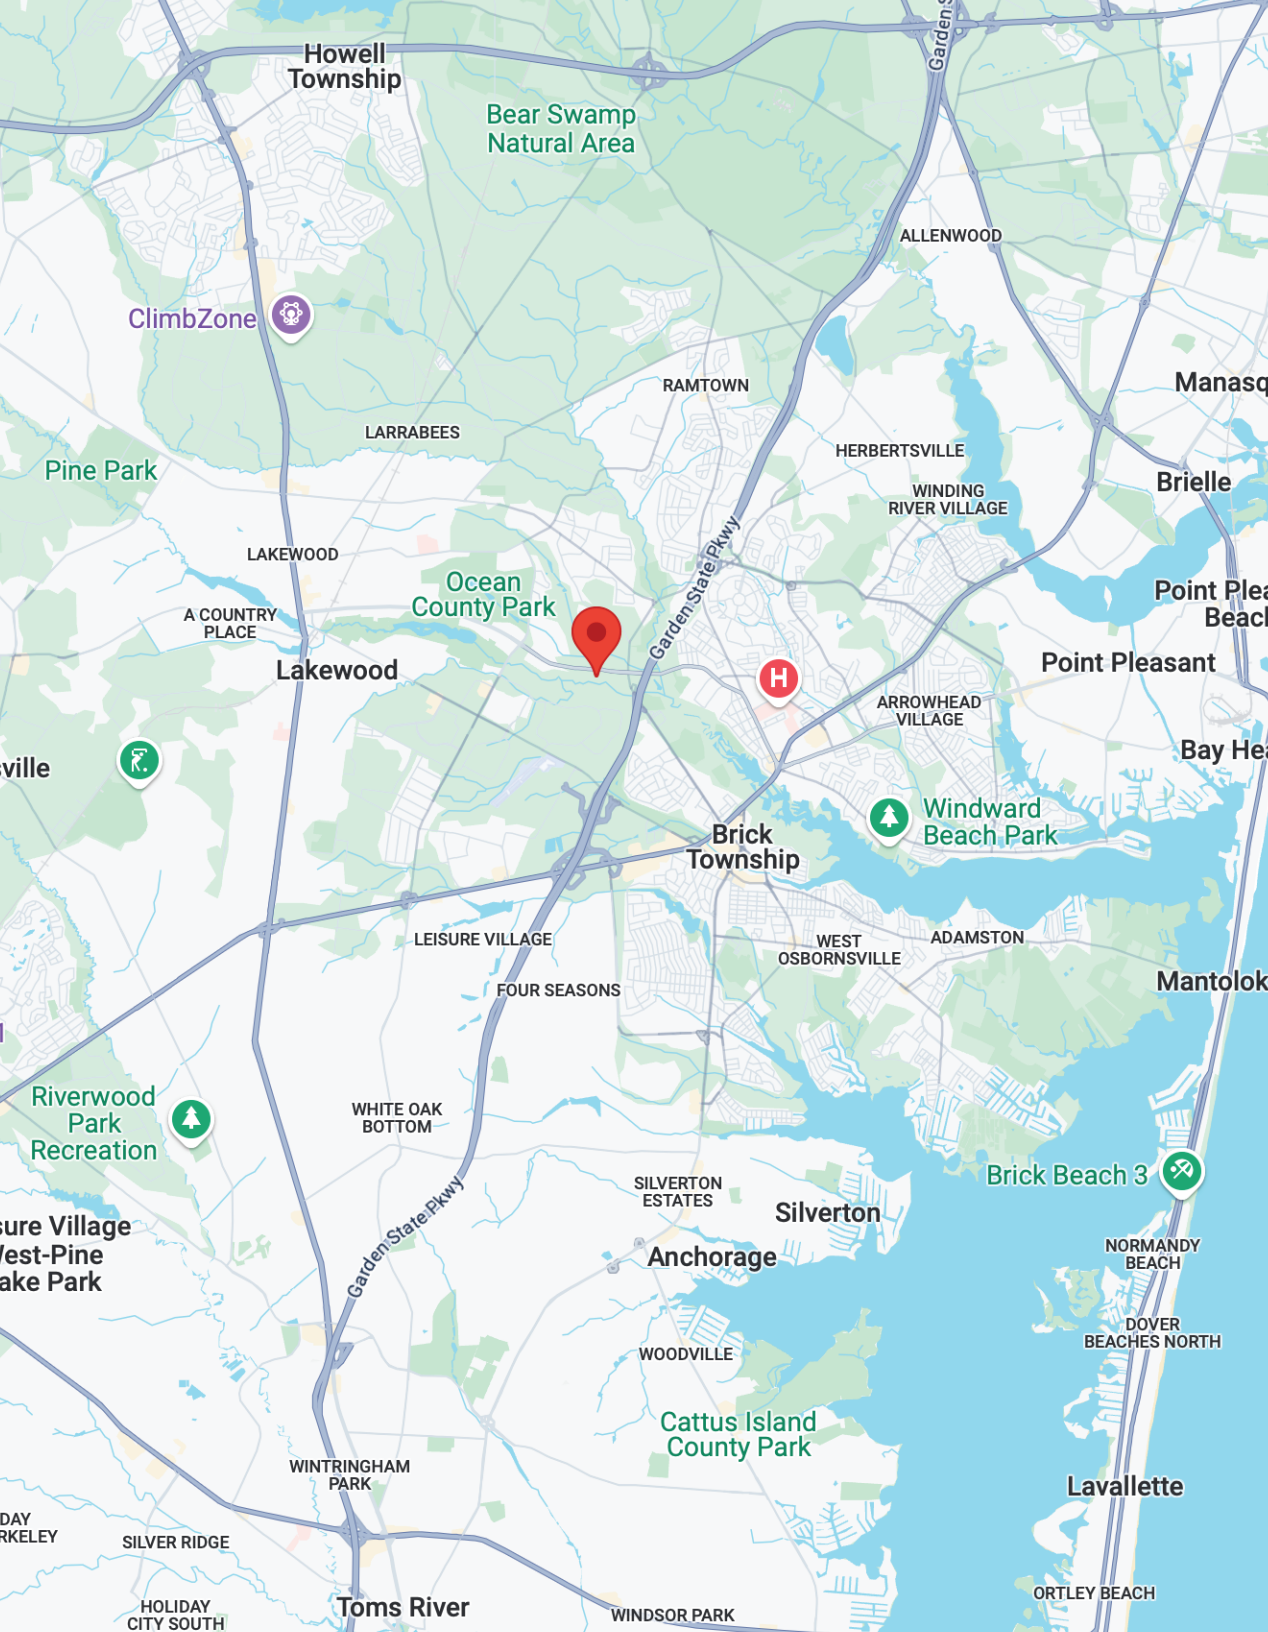 Garden S
Howell
Township
Bear Swamp
Natural Area
ALLENWOOD
ClimbZone
RAMTOWN
Manasq
LARRABEES
HERBERTSVILLE
Pine Park
Brielle
WINDING
RIVER VILLAGE
LAKEWOOD
Garden State Pkwy
Ocean
County Park
Point Plea
Beach
A COUNTRY
PLACE
Lakewood
Point Pleasant
H
ARROWHEAD
VILLAGE
Bay Hea
sville
Windward
Beach Park
Brick
Township
LEISURE VILLAGE
WEST
OSBORNSVILLE
ADAMSTON
Mantolok
FOUR SEASONS
Riverwood
Park
Recreation
WHITE OAK
BOTTOM
Brick Beach 3
SILVERTON
ESTATES
Silverton
Garden State Pkwy
sure Village
West-Pine
ake Park
Anchorage
NORMANDY
BEACH
DOVER
BEACHES NORTH
WOODVILLE
Cattus Island
County Park
WINTRINGHAM
PARK
Lavallette
DAY
RKELEY
SILVER RIDGE
HOLIDAY
CITY SOUTH
Toms River
WINDSOR PARK
ORTLEY BEACH